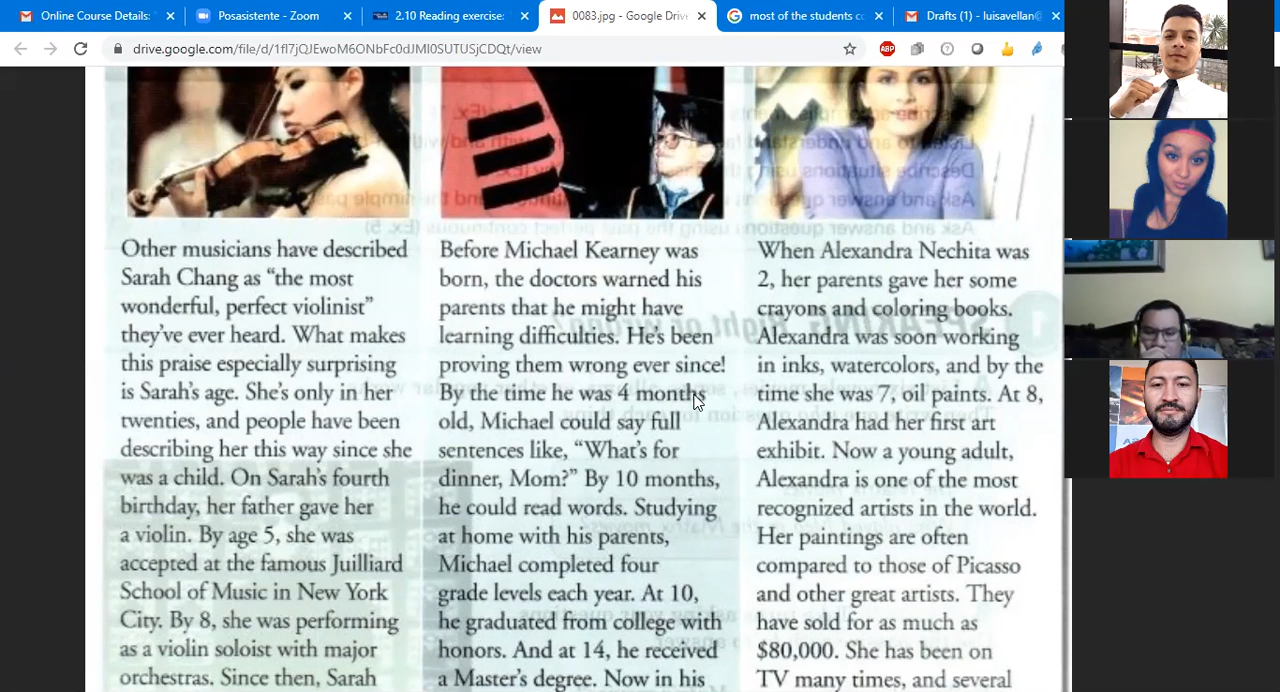 Online Course Details:
Posasistente - Zoom
2.10 Reading exercise:
0083.jpg - Google Drive
most of the students co
Drafts (1) - luisavellan@
drive.google.com/file/d/1fl7jQJEwoM6ONbFc0dJMI0SUTUSjCDQt/view
Other musicians have described
Sarah Chang as “the most
wonderful, perfect violinist”
they’ve ever heard. What makes
this praise especially surprising
is Sarah’s age. She’s only in her
twenties, and people have been
describing her this way since she
was a child. On Sarah’s fourth
birthday, her father gave her
a violin. By age 5, she was
accepted at the famous Juilliard
School of Music in New York
City. By 8, she was performing
as a violin soloist with major
orchestras. Since then, Sarah
Before Michael Kearney was
born, the doctors warned his
parents that he might have
learning difficulties. He’s been
proving them wrong ever since!
By the time he was 4 months
old, Michael could say full
sentences like, “What’s for
dinner, Mom?” By 10 months,
he could read words. Studying
at home with his parents,
Michael completed four
grade levels each year. At 10,
he graduated from college with
honors. And at 14, he received
a Master’s degree. Now in his
When Alexandra Nechita was
2, her parents gave her some
crayons and coloring books.
Alexandra was soon working
in inks, watercolors, and by the
time she was 7, oil paints. At 8,
Alexandra had her first art
exhibit. Now a young adult,
Alexandra is one of the most
recognized artists in the world.
Her paintings are often
compared to those of Picasso
and other great artists. They
have sold for as much as
$80,000. She has been on
TV many times, and several